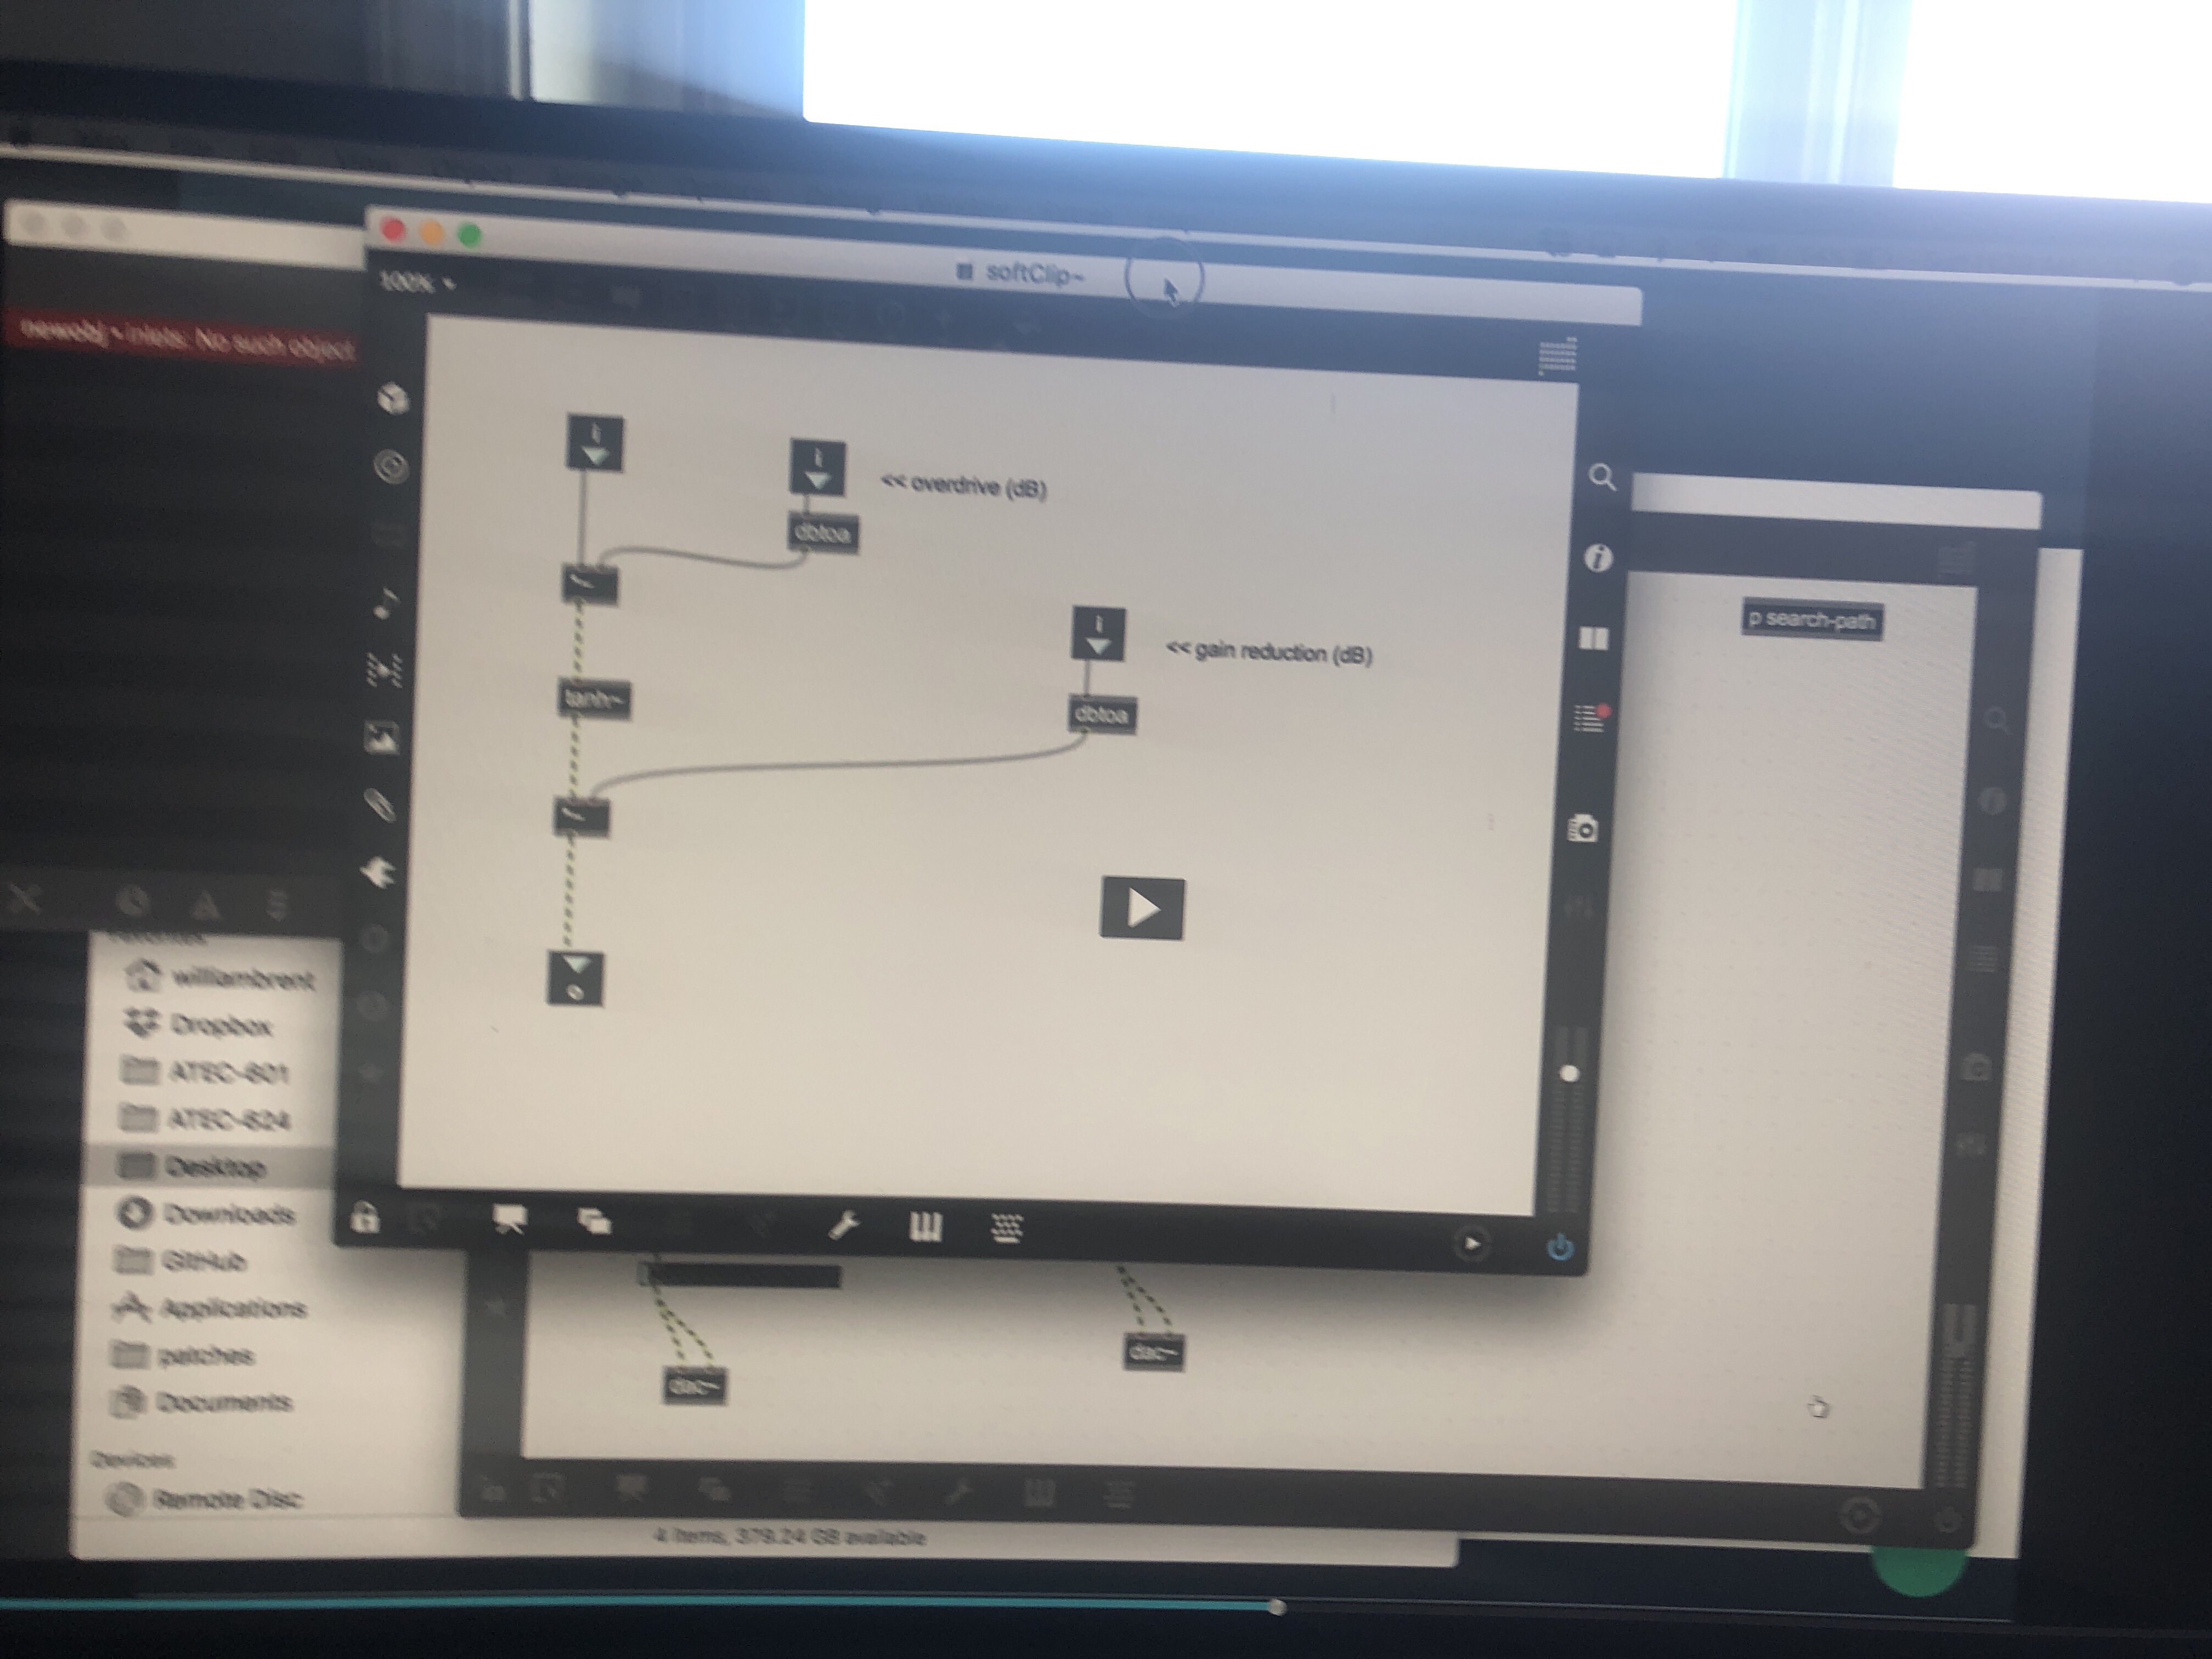 softClip~
100%
newobj • inlets: No such object
i
i
<< overdrive (dB)
dbtoa
*~
i
<< gain reduction (dB)
p search-path
tanh~
dbtoa
*~
o
Favorites
williambrent
Dropbox
ATEC-801
ATEC-624
Desktop
Downloads
GitHub
Applications
patches
Documents
Devices
Remote Disc
dac~
dac~
4 items, 379.24 GB available